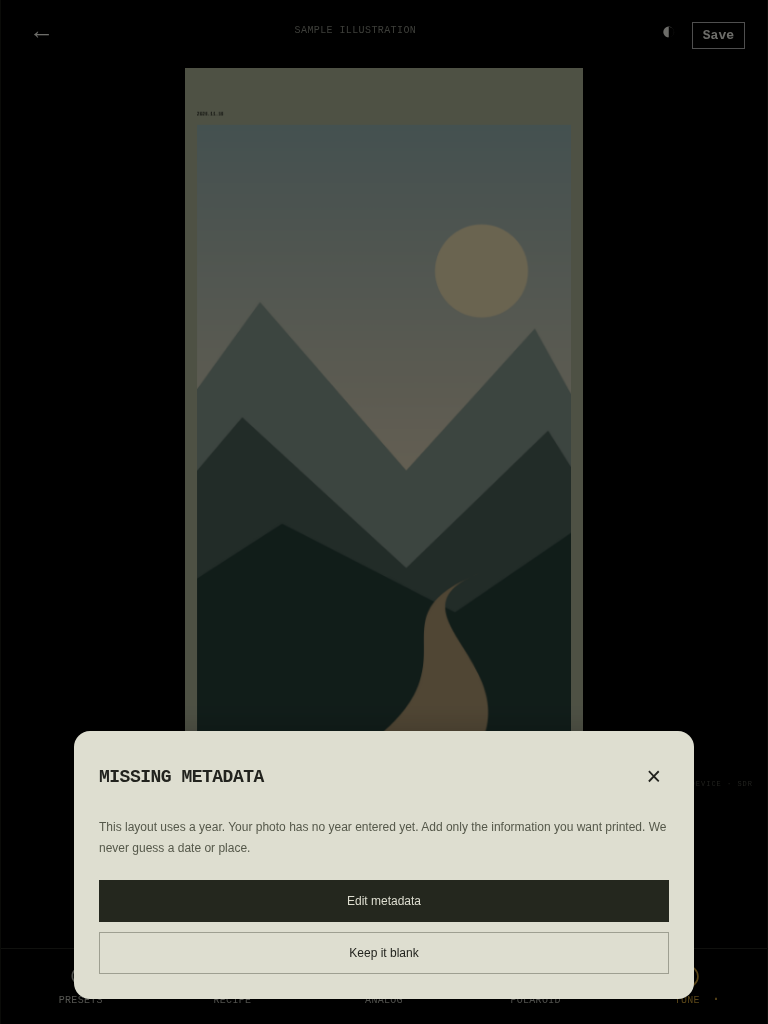 ←
SAMPLE ILLUSTRATION
Save
MISSING METADATA
This layout uses a year. Your photo has no year entered yet. Add only the information you want printed. We
never guess a date or place.
Edit metadata
Keep it blank
PRESETS
RECIPE
ANALOG
POLAROID
TUNE